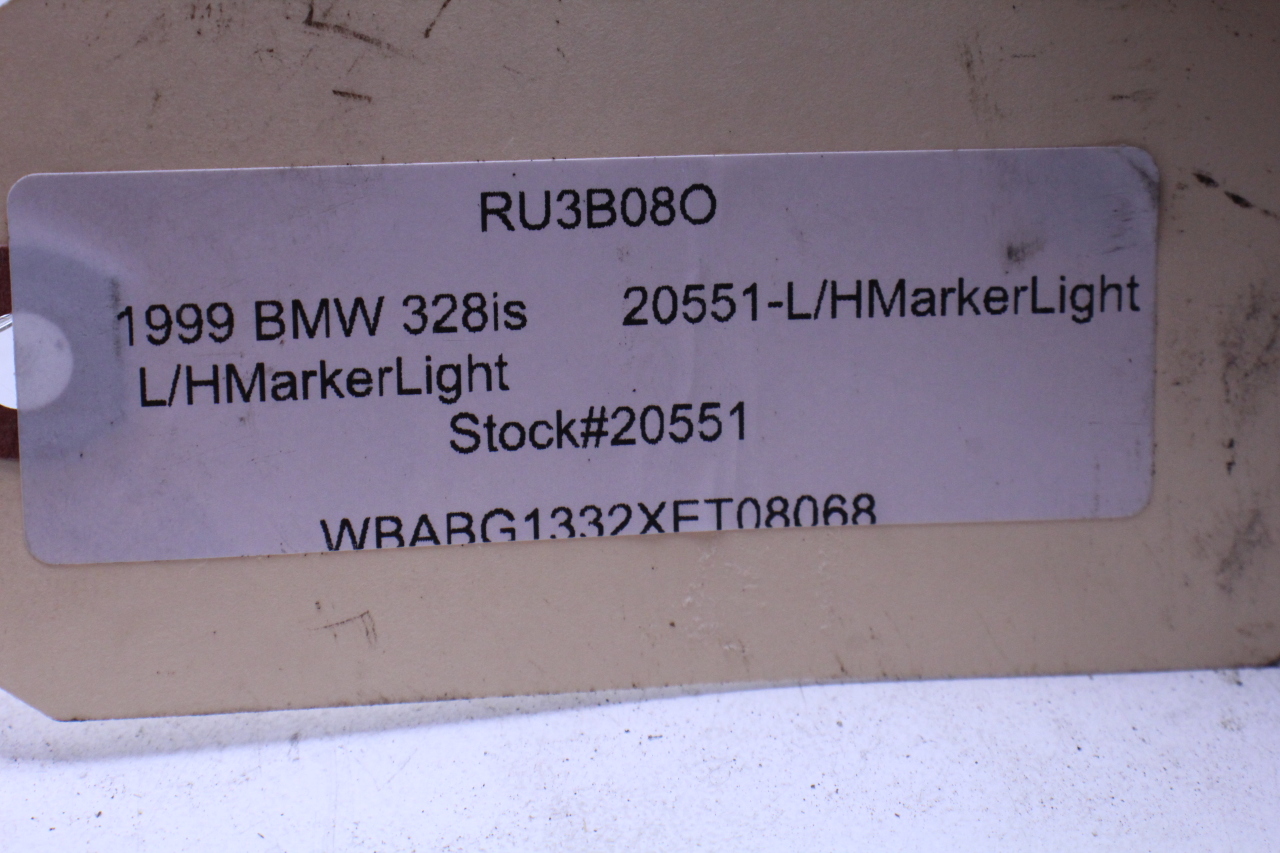 RU3B08O
1999 BMW 328is 20551-L/HMarkerLight
L/HMarkerLight
Stock#20551
WBABG1332XET08068